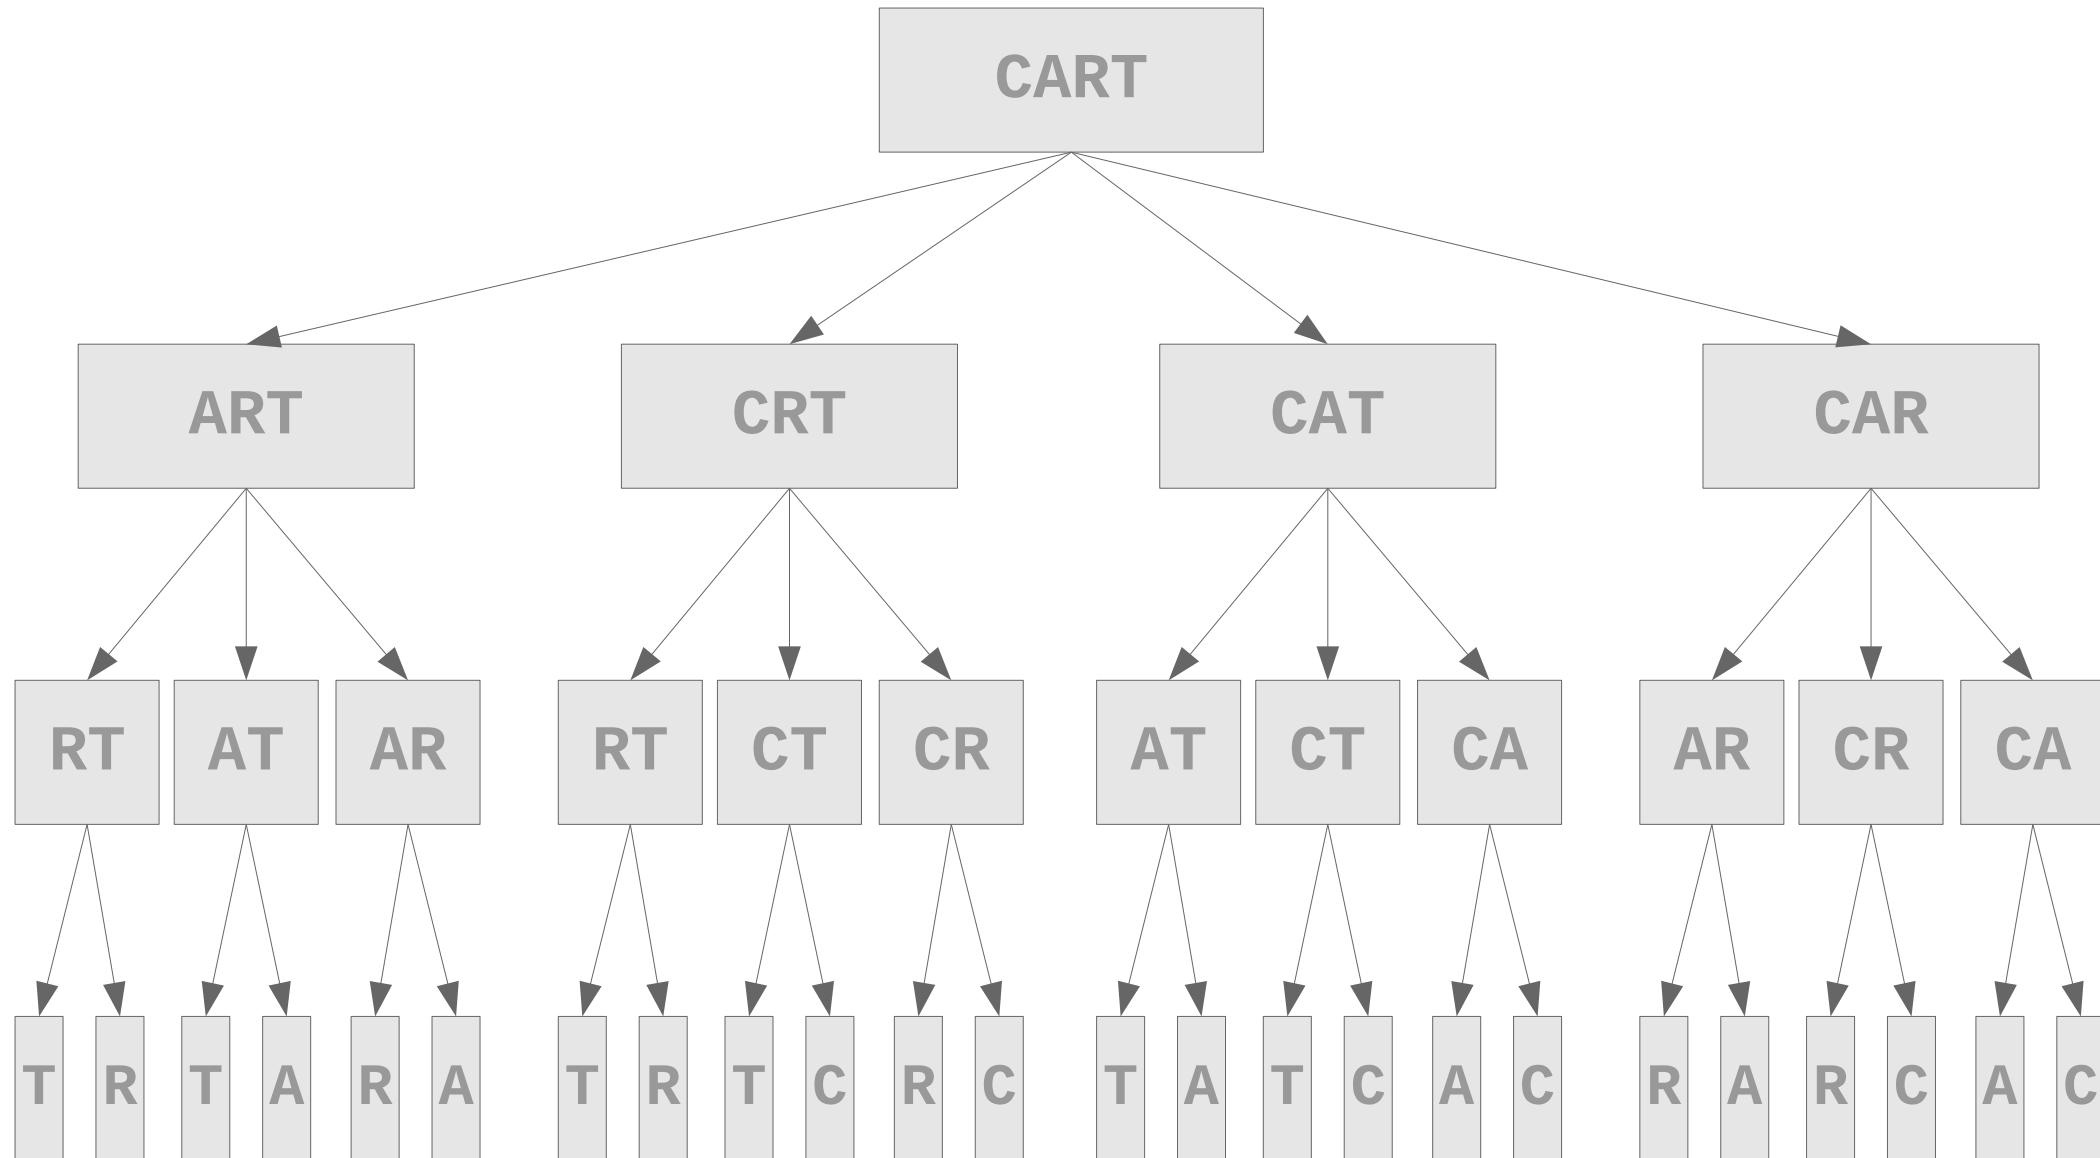 CART
ART CRT CAT CAR
RT AT AR RT CT CR AT CT CA AR CR CA
T R T A R A T R T C R C T A T C A C R A R C A C